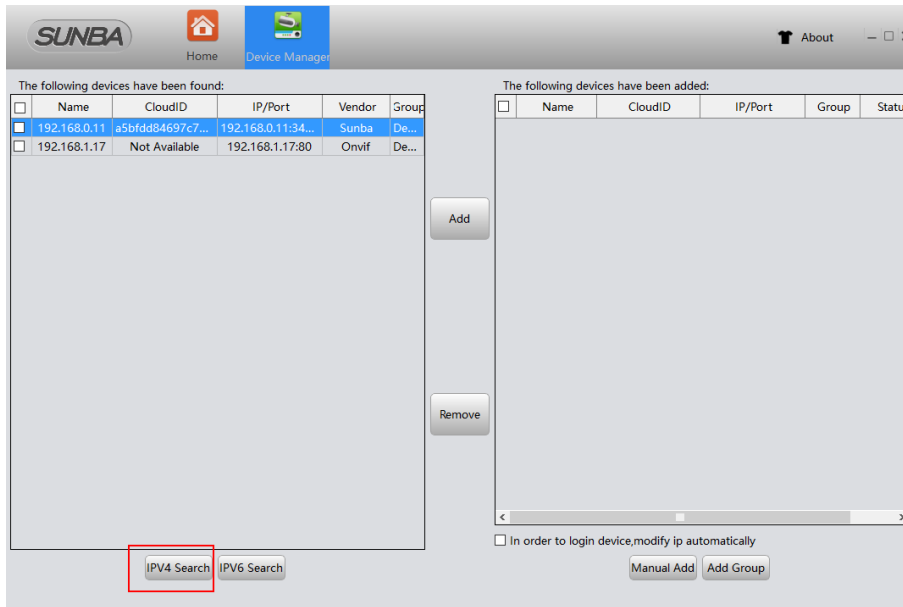 SUNBA
Home
Device Manager
About
The following devices have been found:
Name CloudID IP/Port Vendor Group
192.168.0.11 a5bfdd84697c7... 192.168.0.11:34... Sunba De...
192.168.1.17 Not Available 192.168.1.17:80 Onvif De...
Add
Remove
The following devices have been added:
Name CloudID IP/Port Group Statu
In order to login device,modify ip automatically
IPV4 Search IPV6 Search
Manual Add Add Group